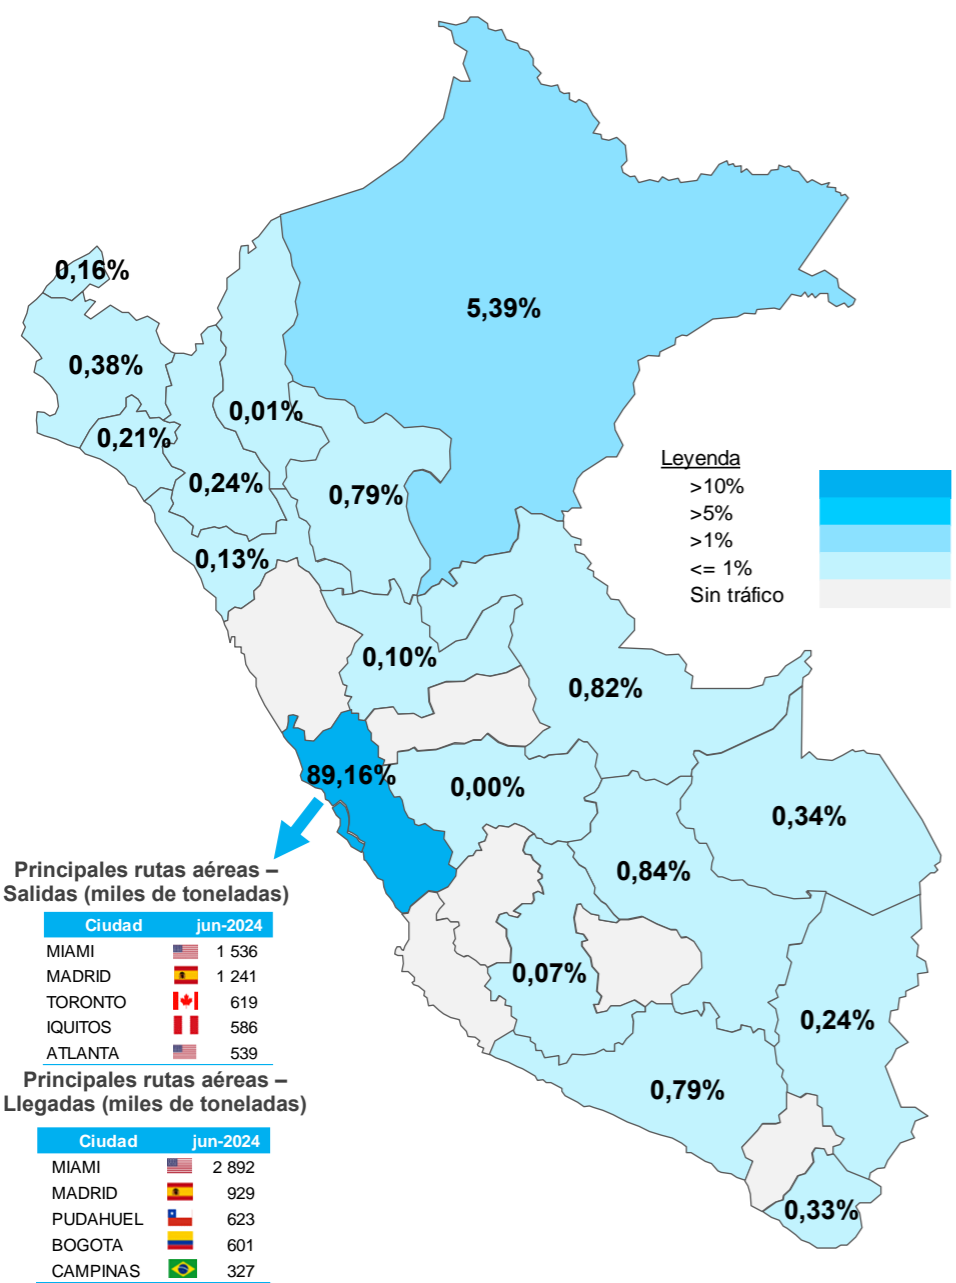 0,16%
5,39%
0,38%
0,01%
0,21%
0,24%
0,79%
Leyenda
>10%
>5%
>1%
<= 1%
Sin tráfico
0,13%
0,10%
0,82%
89,16%
0,00%
0,34%
0,84%
0,07%
0,24%
0,79%
0,33%
Principales rutas aéreas –
Salidas (miles de toneladas)
Ciudad jun-2024
MIAMI 1 536
MADRID 1 241
TORONTO 619
IQUITOS 586
ATLANTA 539
Principales rutas aéreas –
Llegadas (miles de toneladas)
Ciudad jun-2024
MIAMI 2 892
MADRID 929
PUDAHUEL 623
BOGOTA 601
CAMPINAS 327